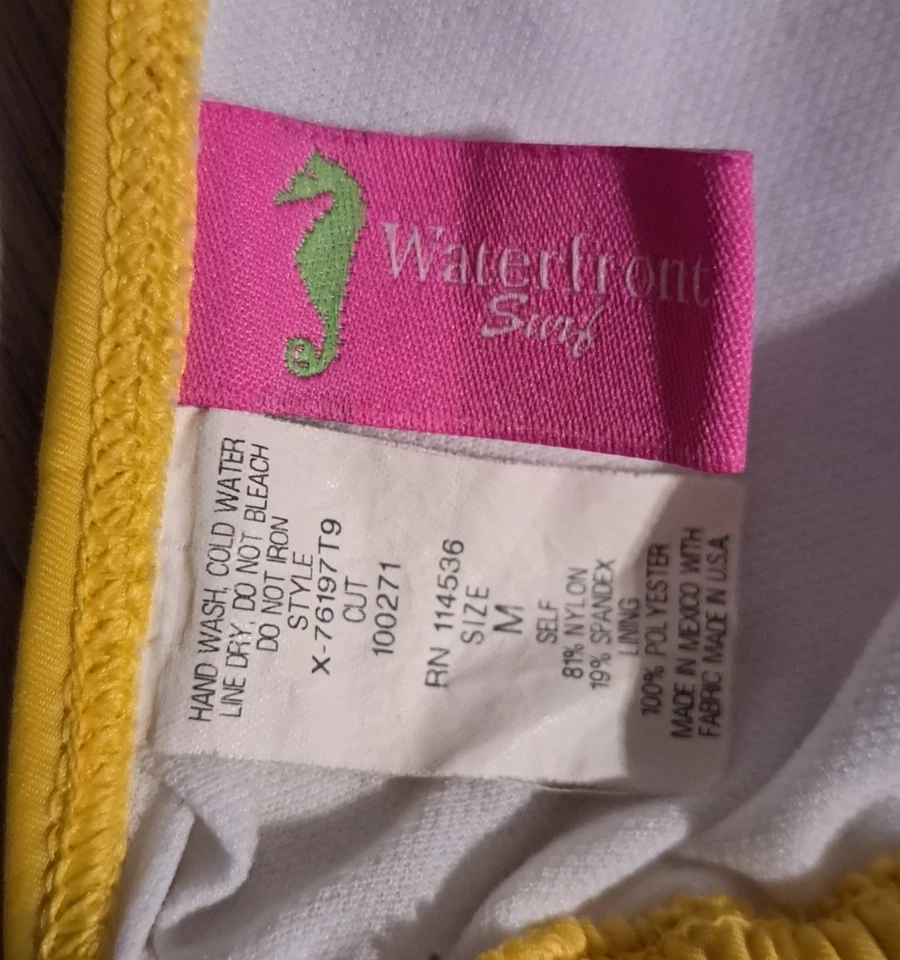 Waterfront
Surf
HAND WASH, COLD WATER
LINE DRY, DO NOT BLEACH
DO NOT IRON
STYLE
X-76197T9
CUT
100271
RN 114536
SIZE
M
SELF
81% NYLON
19% SPANDEX
LINING
100% POLYESTER
MADE IN MEXICO WITH
FABRIC MADE IN U.S.A